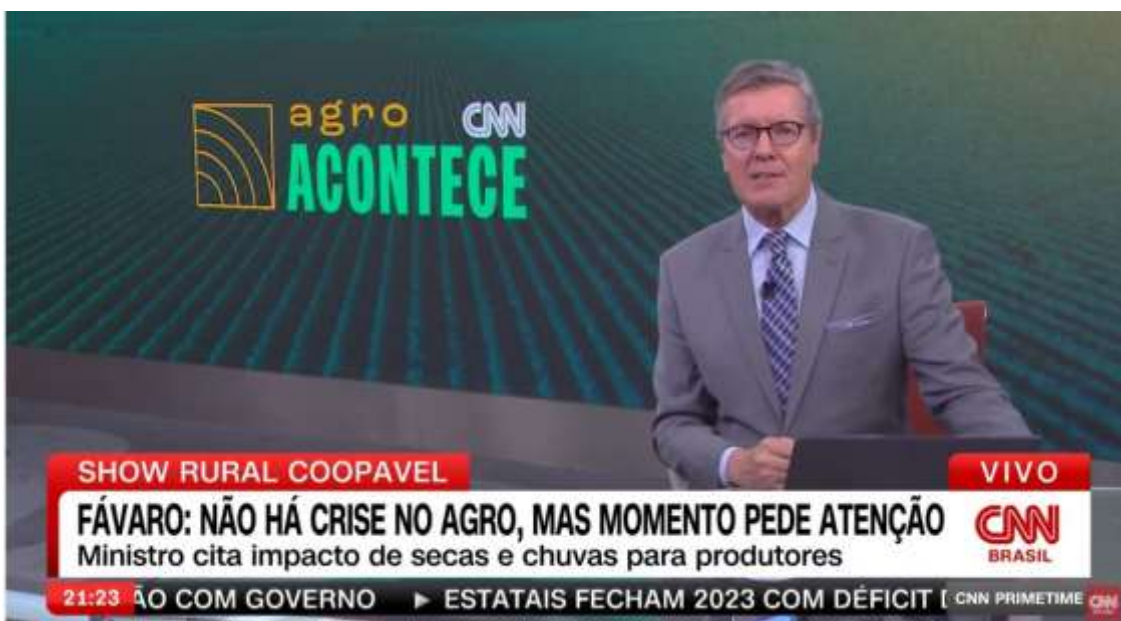 agro CNN
ACONTECE
SHOW RURAL COOPAVEL
VIVO
FÁVARO: NÃO HÁ CRISE NO AGRO, MAS MOMENTO PEDE ATENÇÃO
Ministro cita impacto de secas e chuvas para produtores
CNN
BRASIL
21:23 ÃO COM GOVERNO ▶ ESTATAIS FECHAM 2023 COM DÉFICIT CNN PRIMETIME CNN